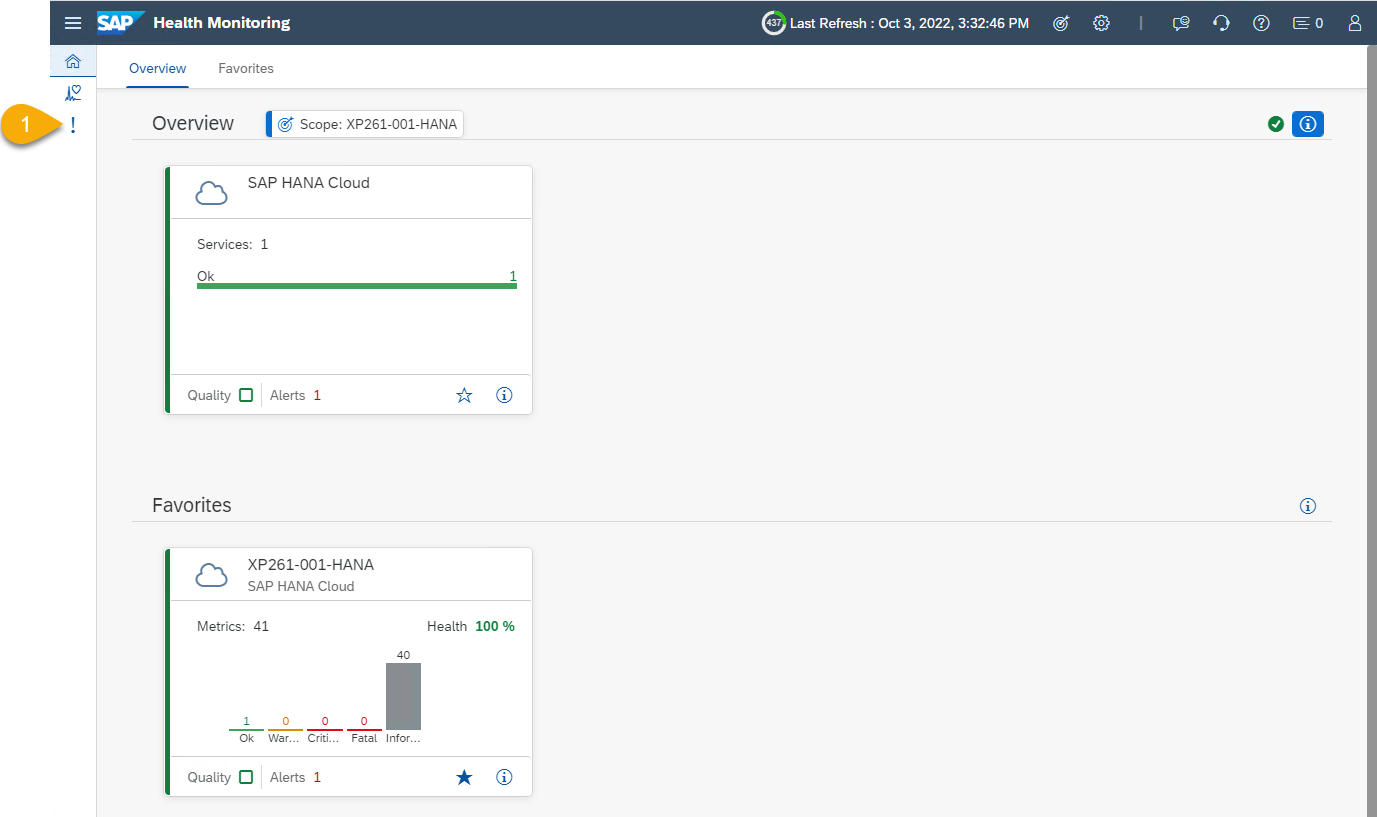 SAP Health Monitoring 437 Last Refresh : Oct 3, 2022, 3:32:46 PM | 0
Overview Favorites
1 !
Overview Scope: XP261-001-HANA
SAP HANA Cloud
Services: 1
Ok 1
Quality Alerts 1
Favorites
XP261-001-HANA
SAP HANA Cloud
Metrics: 41 Health 100 %
40
1 0 0 0
Ok War... Criti... Fatal Infor...
Quality Alerts 1